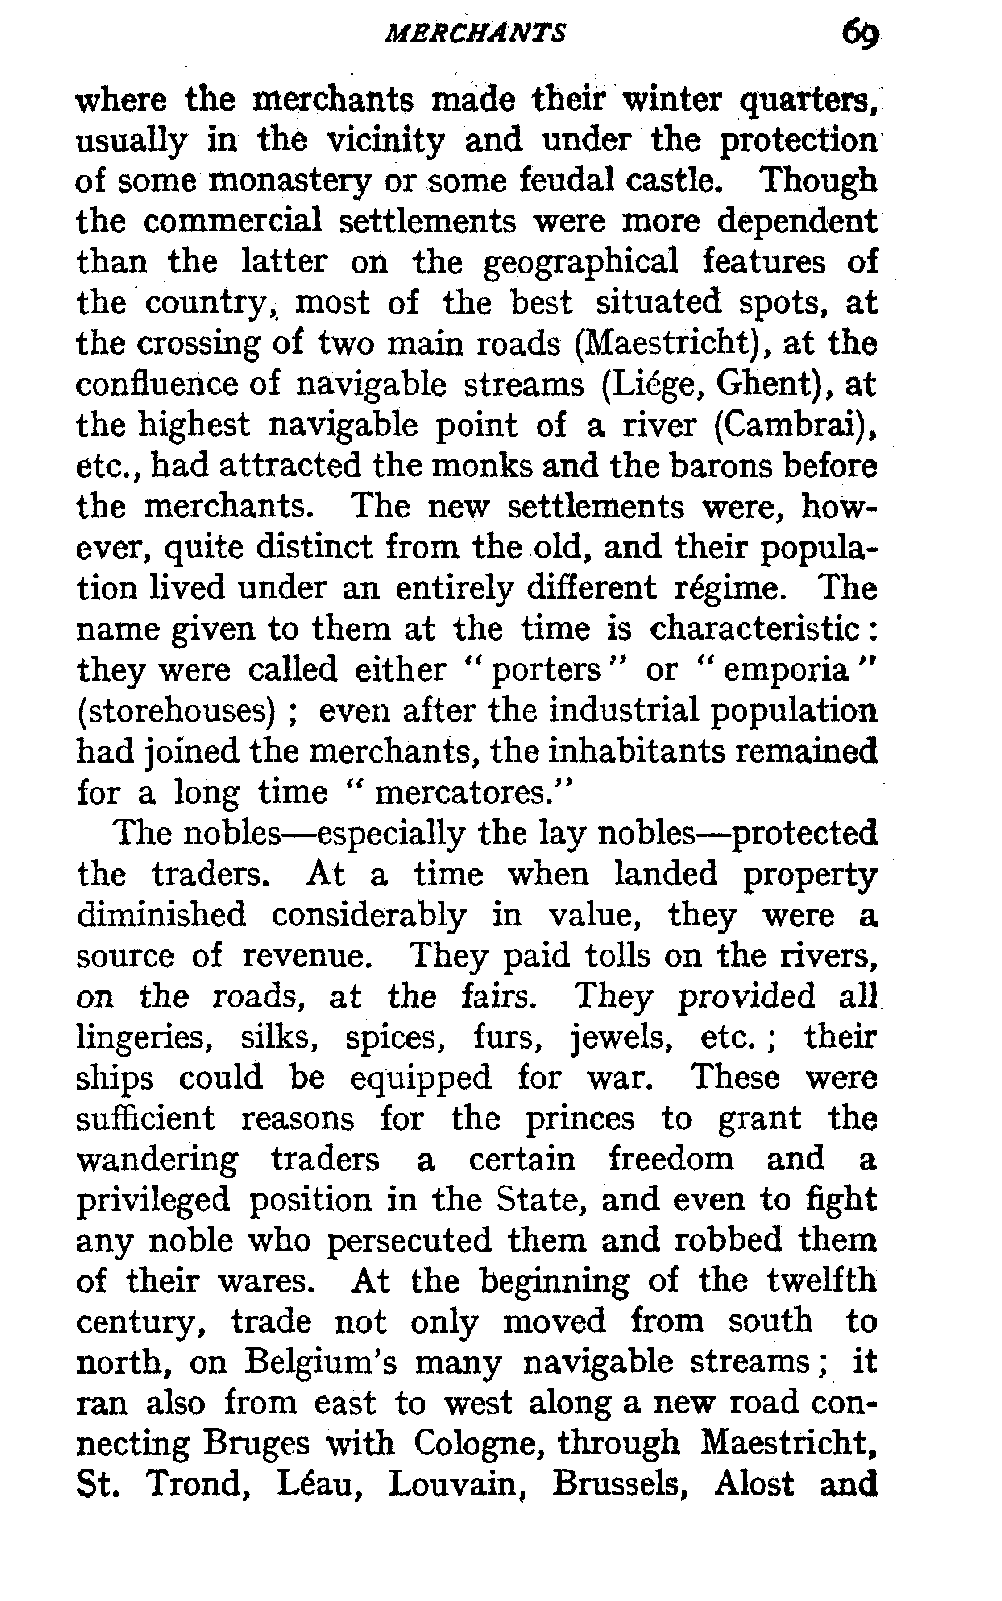 MERCHANTS 69
where the merchants made their winter quarters,
usually in the vicinity and under the protection
of some monastery or some feudal castle. Though
the commercial settlements were more dependent
than the latter on the geographical features of
the country, most of the best situated spots, at
the crossing of two main roads (Maestricht), at the
confluence of navigable streams (Liége, Ghent), at
the highest navigable point of a river (Cambrai),
etc., had attracted the monks and the barons before
the merchants. The new settlements were, how-
ever, quite distinct from the old, and their popula-
tion lived under an entirely different régime. The
name given to them at the time is characteristic :
they were called either " porters " or " emporia "
(storehouses) ; even after the industrial population
had joined the merchants, the inhabitants remained
for a long time " mercatores."
The nobles—especially the lay nobles—protected
the traders. At a time when landed property
diminished considerably in value, they were a
source of revenue. They paid tolls on the rivers,
on the roads, at the fairs. They provided all
lingeries, silks, spices, furs, jewels, etc. ; their
ships could be equipped for war. These were
sufficient reasons for the princes to grant the
wandering traders a certain freedom and a
privileged position in the State, and even to fight
any noble who persecuted them and robbed them
of their wares. At the beginning of the twelfth
century, trade not only moved from south to
north, on Belgium's many navigable streams ; it
ran also from east to west along a new road con-
necting Bruges with Cologne, through Maestricht,
St. Trond, Léau, Louvain, Brussels, Alost and